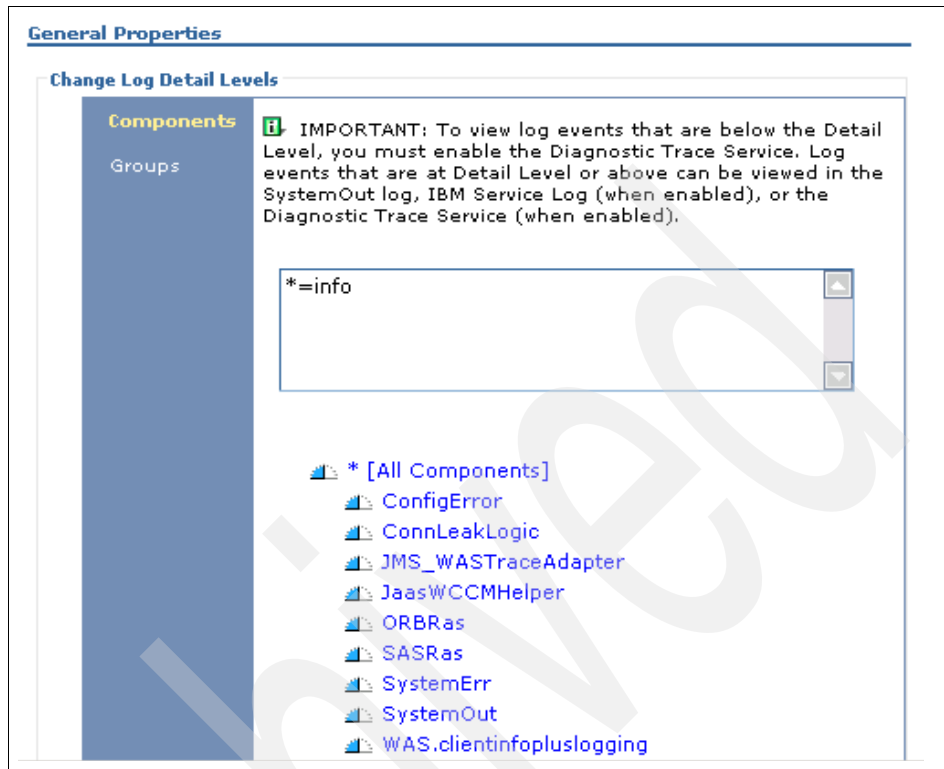 General Properties
Change Log Detail Levels
Components
Groups
IMPORTANT: To view log events that are below the Detail
Level, you must enable the Diagnostic Trace Service. Log
events that are at Detail Level or above can be viewed in the
SystemOut log, IBM Service Log (when enabled), or the
Diagnostic Trace Service (when enabled).
*=info
* [All Components]
ConfigError
ConnLeakLogic
JMS_WASTraceAdapter
JaasWCCMHelper
ORBRas
SASRas
SystemErr
SystemOut
WAS.clientinfopluslogging
hived